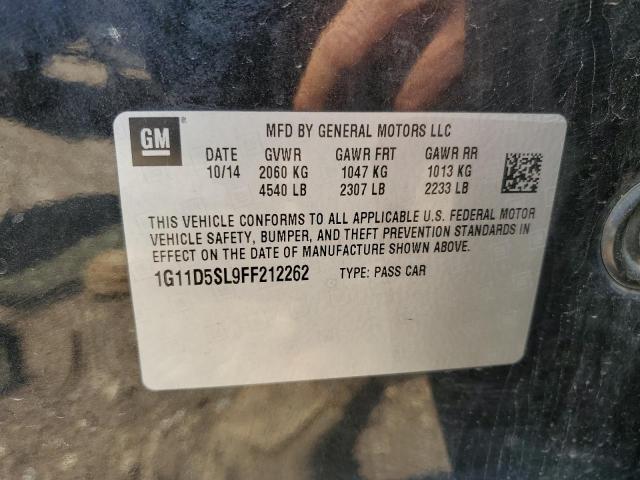 GM
MFD BY GENERAL MOTORS LLC
DATE GVWR GAWR FRT GAWR RR
10/14 2060 KG 1047 KG 1013 KG
4540 LB 2307 LB 2233 LB
THIS VEHICLE CONFORMS TO ALL APPLICABLE U.S. FEDERAL MOTOR
VEHICLE SAFETY, BUMPER, AND THEFT PREVENTION STANDARDS IN
EFFECT ON THE DATE OF MANUFACTURE SHOWN ABOVE.
1G11D5SL9FF212262 TYPE: PASS CAR